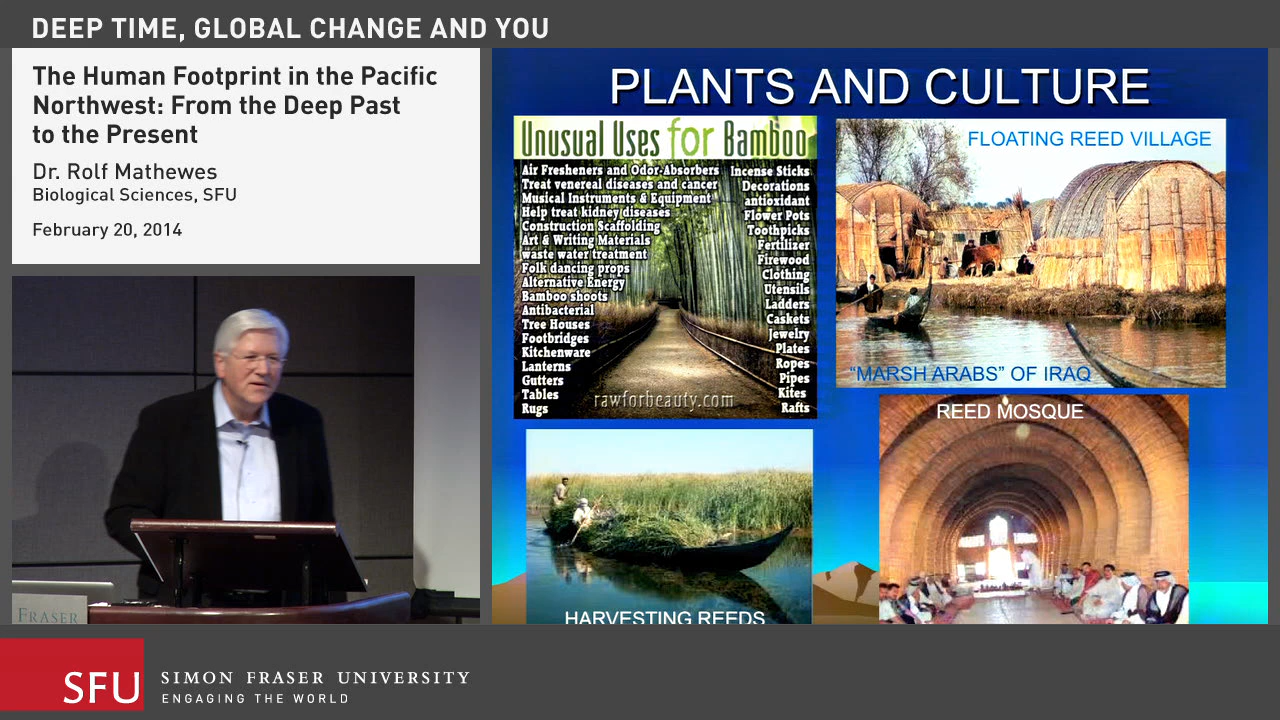 DEEP TIME, GLOBAL CHANGE AND YOU
The Human Footprint in the Pacific
Northwest: From the Deep Past
to the Present
Dr. Rolf Mathewes
Biological Sciences, SFU
February 20, 2014
FRASER
PLANTS AND CULTURE
Unusual Uses for Bamboo
Air Fresheners and Odor-Absorbers
Treat venereal diseases and cancer
Musical Instruments & Equipment
Help treat kidney diseases
Construction Scaffolding
Art & Writing Materials
waste water treatment
Folk dancing props
Alternative Energy
Bamboo shoots
Antibacterial
Tree Houses
Footbridges
Kitchenware
Lanterns
Gutters
Tables
Rugs
Incense Sticks
Decorations
antioxidant
Flower Pots
Toothpicks
Fertilizer
Firewood
Clothing
Utensils
Ladders
Caskets
Jewelry
Plates
Ropes
Pipes
Kites
Rafts
rawforbeauty.com
FLOATING REED VILLAGE
"MARSH ARABS" OF IRAQ
HARVESTING REEDS
REED MOSQUE
SFU
SIMON FRASER UNIVERSITY
ENGAGING THE WORLD